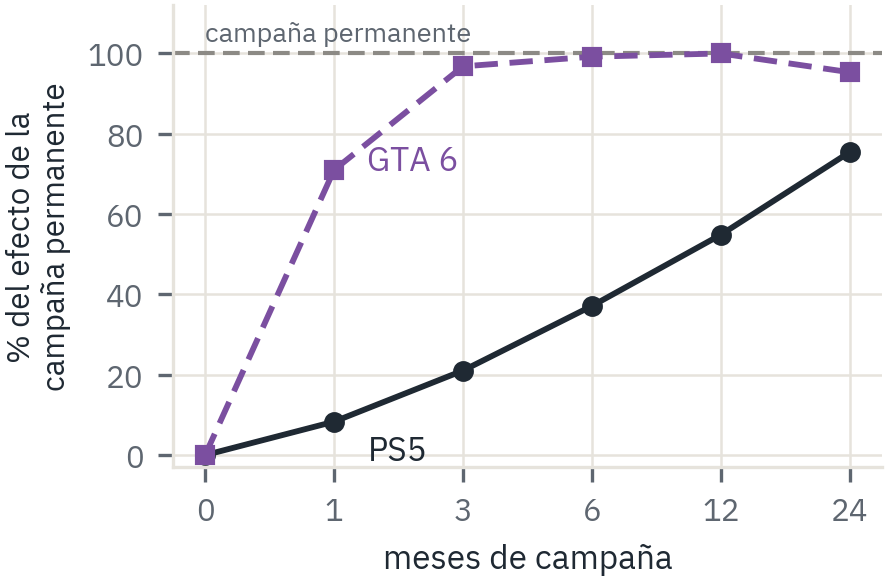 campaña permanente
100
80
60
40
20
0
% del efecto de la
campaña permanente
GTA 6
PS5
0 1 3 6 12 24
meses de campaña